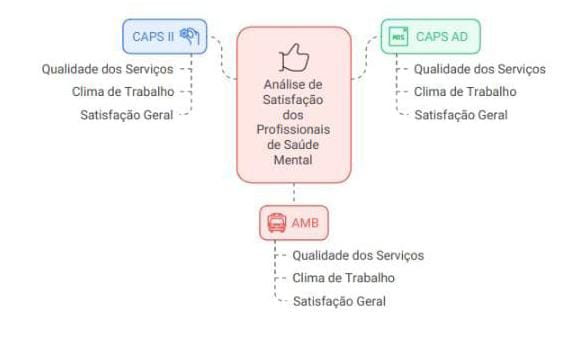 CAPS II
Qualidade dos Serviços
Clima de Trabalho
Satisfação Geral
Análise de
Satisfação
dos
Profissionais
de Saúde
Mental
CAPS AD
Qualidade dos Serviços
Clima de Trabalho
Satisfação Geral
AMB
Qualidade dos Serviços
Clima de Trabalho
Satisfação Geral